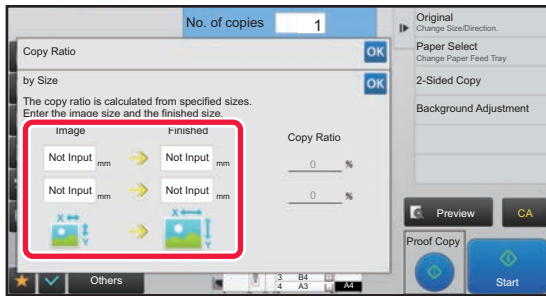 No. of copies 1
Copy Ratio OK
by Size OK
The copy ratio is calculated from specified sizes.
Enter the image size and the finished size.
Image Finished
Copy Ratio
Not Input mm Not Input mm 0 %
Not Input mm Not Input mm 0 %
X Y X Y
Others
3 B4
4 A3 A4
Original
Change Size/Direction.
Paper Select
Change Paper Feed Tray
2-Sided Copy
Background Adjustment
Preview CA
Proof Copy
Start